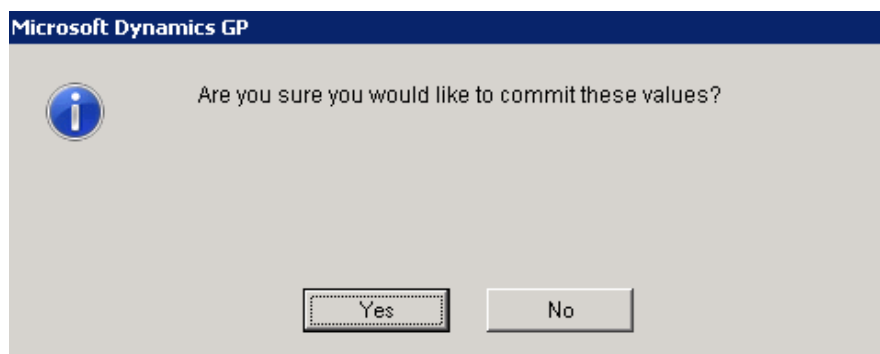 Microsoft Dynamics GP
Are you sure you would like to commit these values?
Yes
No